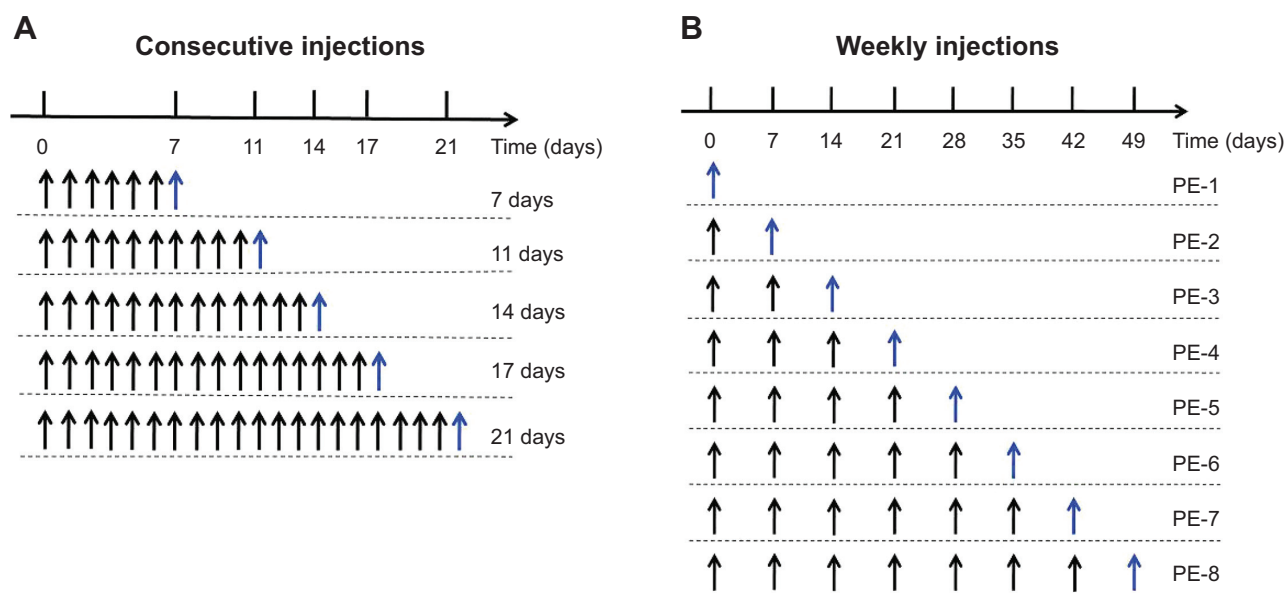 A
Consecutive injections
0 7 11 14 17 21 Time (days)
7 days
11 days
14 days
17 days
21 days
B
Weekly injections
0 7 14 21 28 35 42 49 Time (days)
PE-1
PE-2
PE-3
PE-4
PE-5
PE-6
PE-7
PE-8